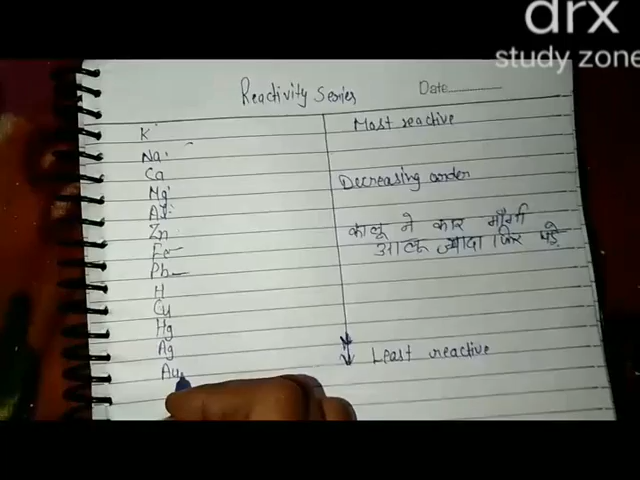 drx
study zone
Reactivity Series
Date
K
Most reactive
Na
Ca
Decreasing order
Mg
Al
Zn
कालू ने कार माँगी
Fe
आलू ज्यादा फिर पड़े
Pb
H
Cu
Hg
Ag
Least reactive
Au